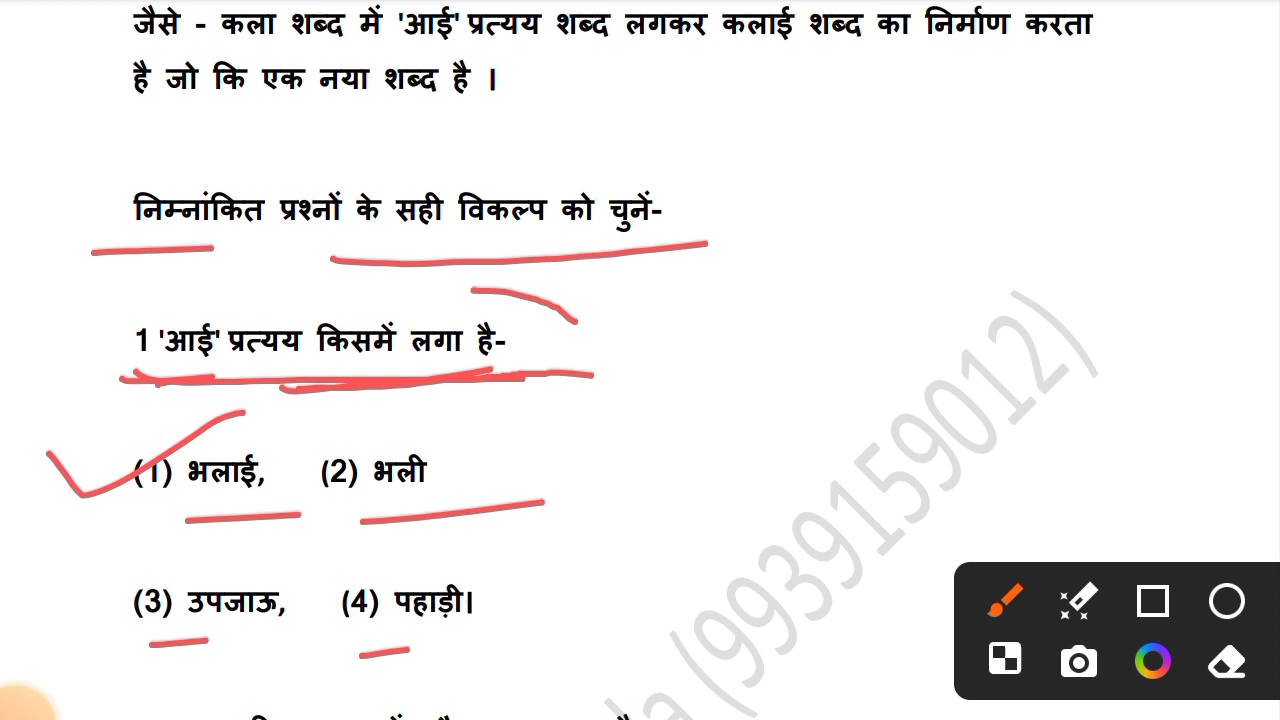 जैसे - कला शब्द में 'आई' प्रत्यय शब्द लगकर कलाई शब्द का निर्माण करता
है जो कि एक नया शब्द है ।
निम्नांकित प्रश्नों के सही विकल्प को चुनें-
1 'आई' प्रत्यय किसमें लगा है-
(1) भलाई, (2) भली
(3) उपजाऊ, (4) पहाड़ी।
(9939159012)